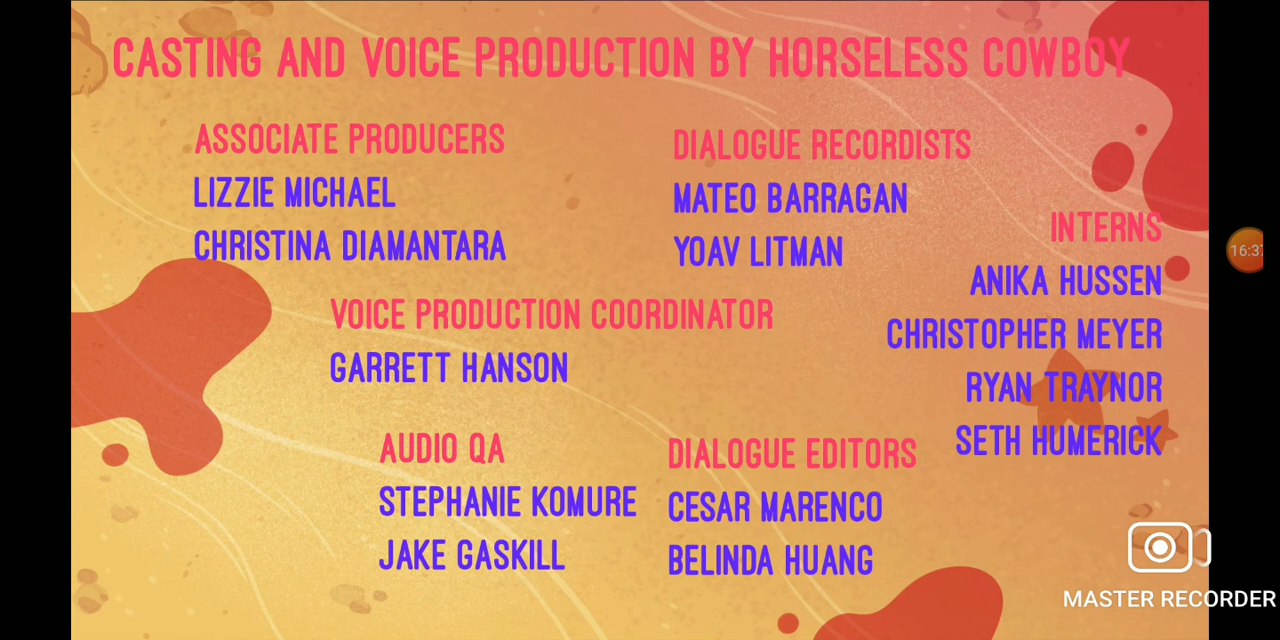 CASTING AND VOICE PRODUCTION BY HORSELESS COWBOY
ASSOCIATE PRODUCERS
LIZZIE MICHAEL
CHRISTINA DIAMANTARA
DIALOGUE RECORDISTS
MATEO BARRAGAN
YOAV LITMAN
INTERNS
ANIKA HUSSEN
CHRISTOPHER MEYER
RYAN TRAYNOR
SETH HUMERICK
VOICE PRODUCTION COORDINATOR
GARRETT HANSON
AUDIO QA
STEPHANIE KOMURE
JAKE GASKILL
DIALOGUE EDITORS
CESAR MARENCO
BELINDA HUANG
16:37
MASTER RECORDER